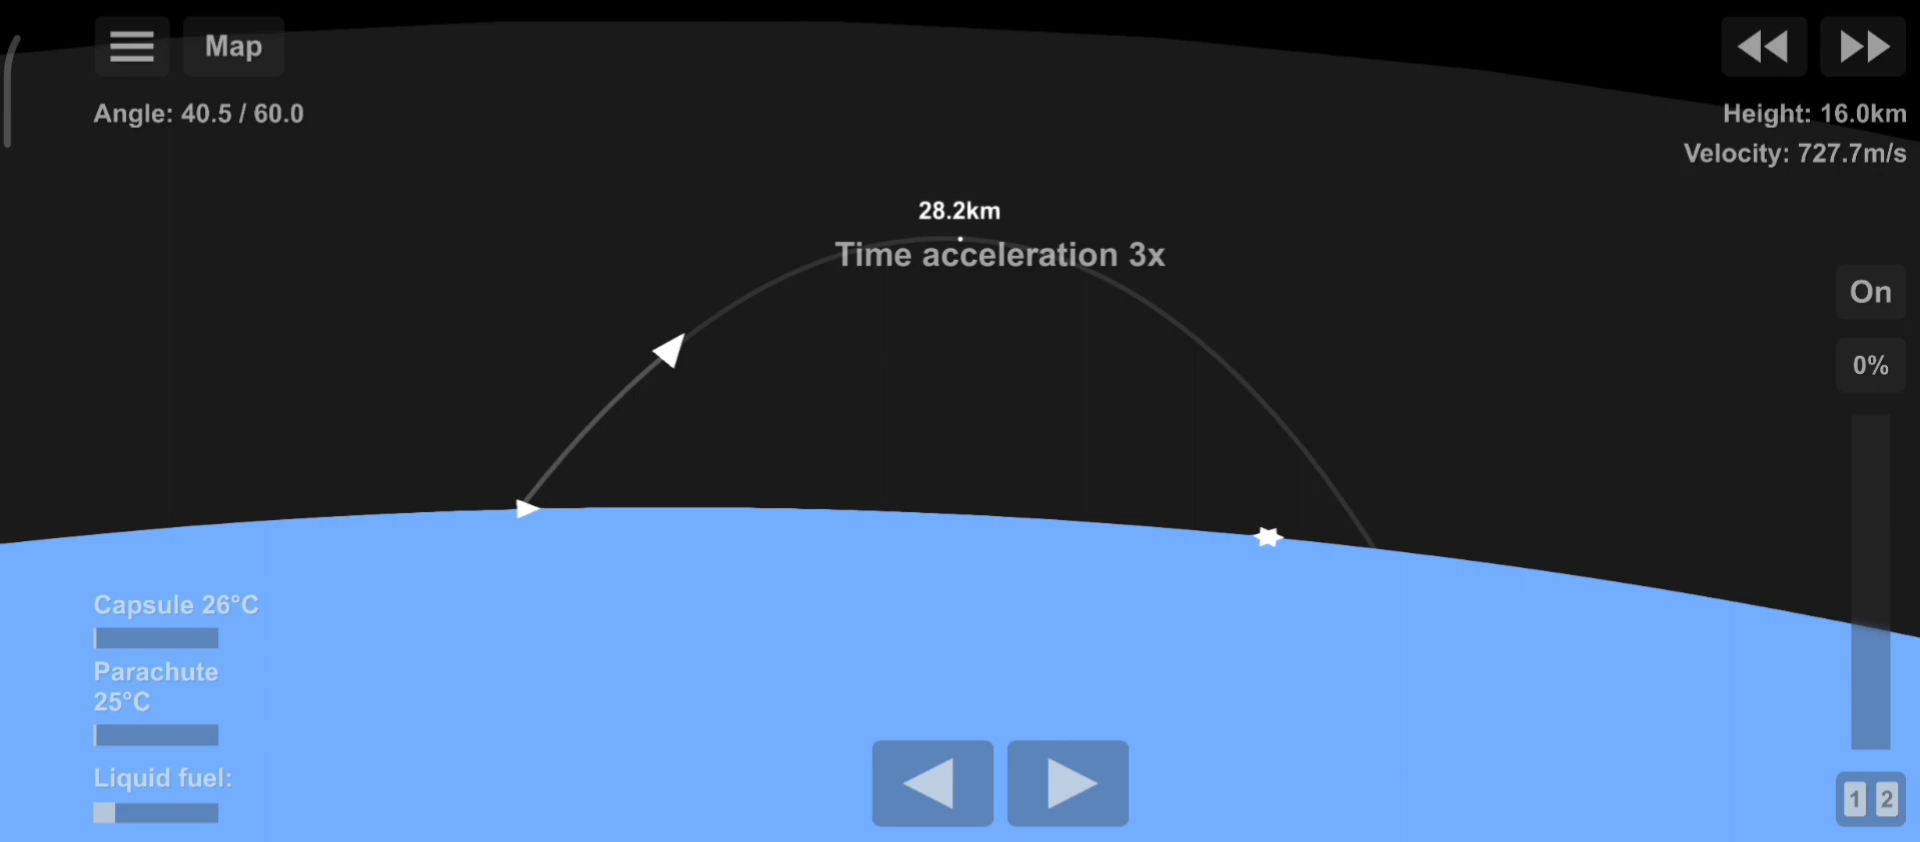 Map
Angle: 40.5 / 60.0
Height: 16.0km
Velocity: 727.7m/s
28.2km
Time acceleration 3x
On
0%
Capsule 26°C
Parachute
25°C
Liquid fuel:
1 2